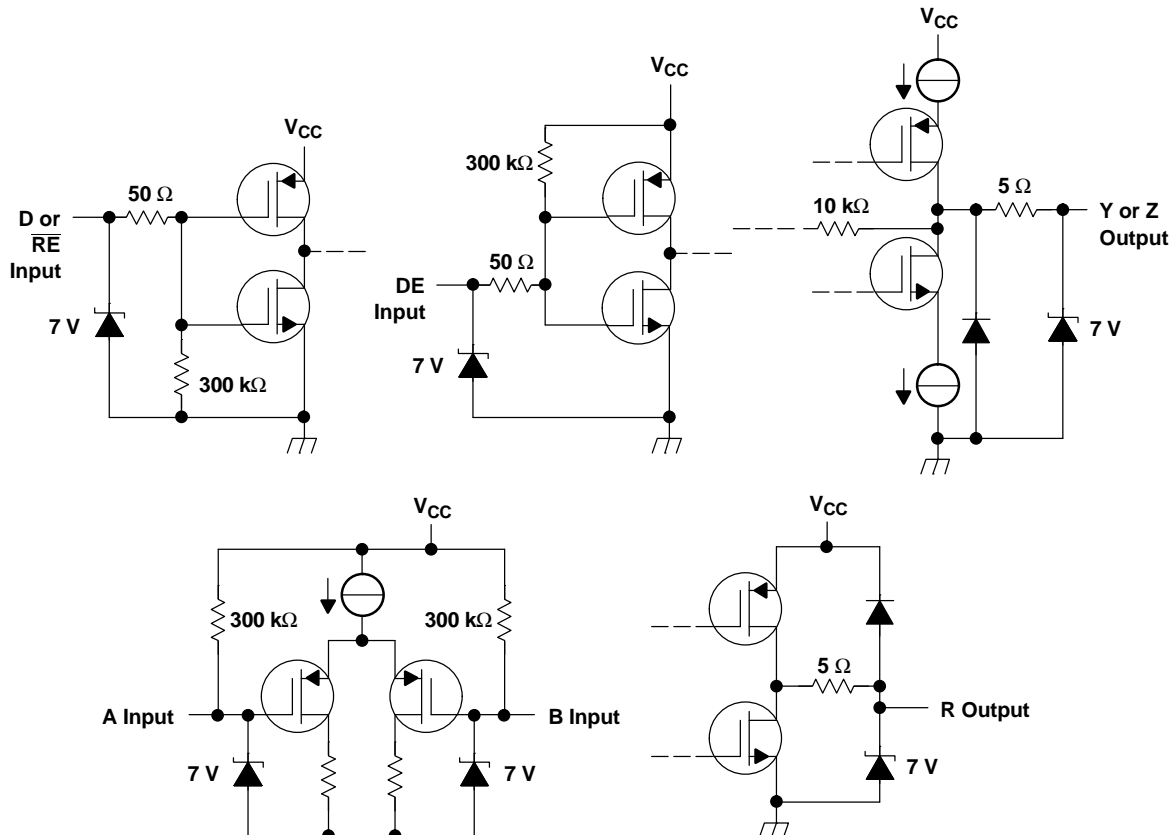 VCC
50 Ω
D or
R̅E̅
Input
7 V
300 kΩ
VCC
300 kΩ
50 Ω
DE
Input
7 V
VCC
10 kΩ
5 Ω
Y or Z
Output
7 V
VCC
300 kΩ
300 kΩ
A Input
B Input
7 V
7 V
VCC
5 Ω
R Output
7 V